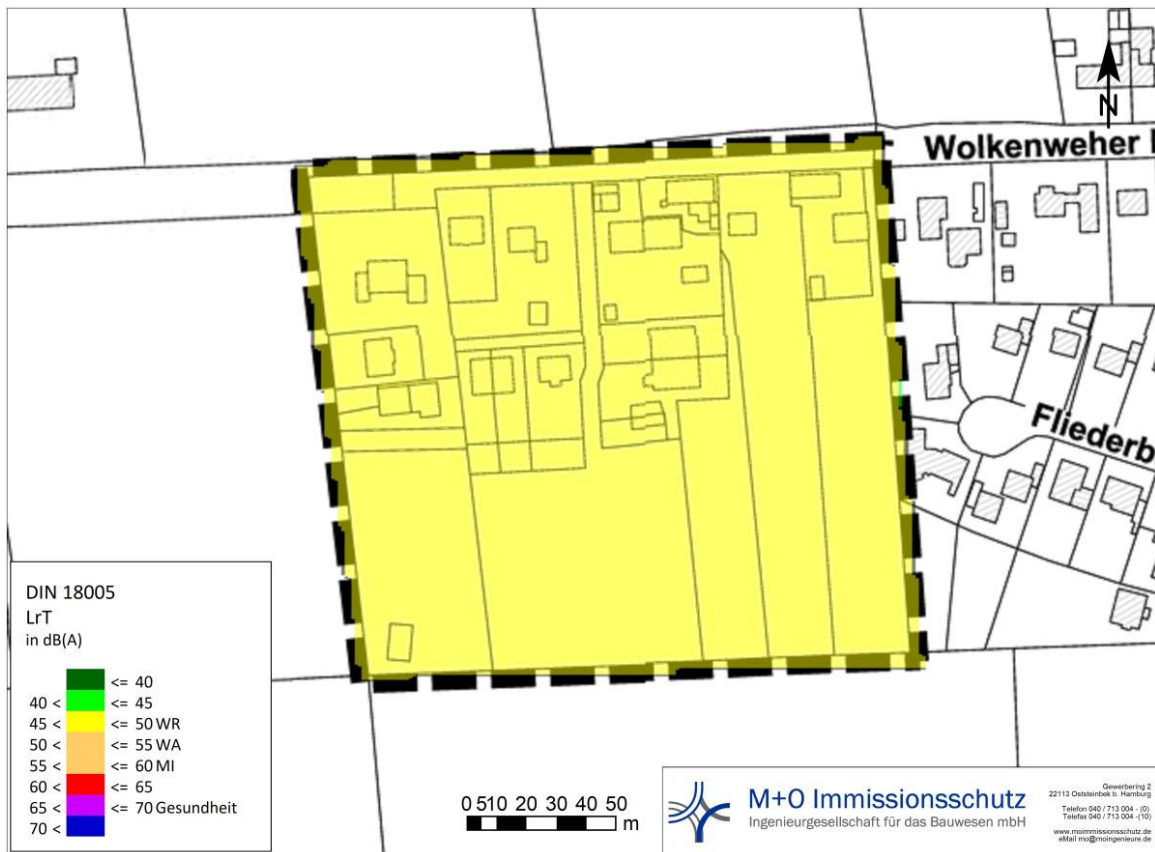 N
Wolkenweher
Fliederb
DIN 18005
LrT
in dB(A)
<= 40
40 < <= 45
45 < <= 50 WR
50 < <= 55 WA
55 < <= 60 MI
60 < <= 65
65 < <= 70 Gesundheit
70 <
0 510 20 30 40 50
m
M+O Immissionsschutz
Ingenieurgesellschaft für das Bauwesen mbH
Gewerbering 2
22113 Oststeinbek b. Hamburg
Telefon 040 / 713 004 - (0)
Telefax 040 / 713 004 -(10)
www.moimmissionsschutz.de
eMail mo@moingenieure.de